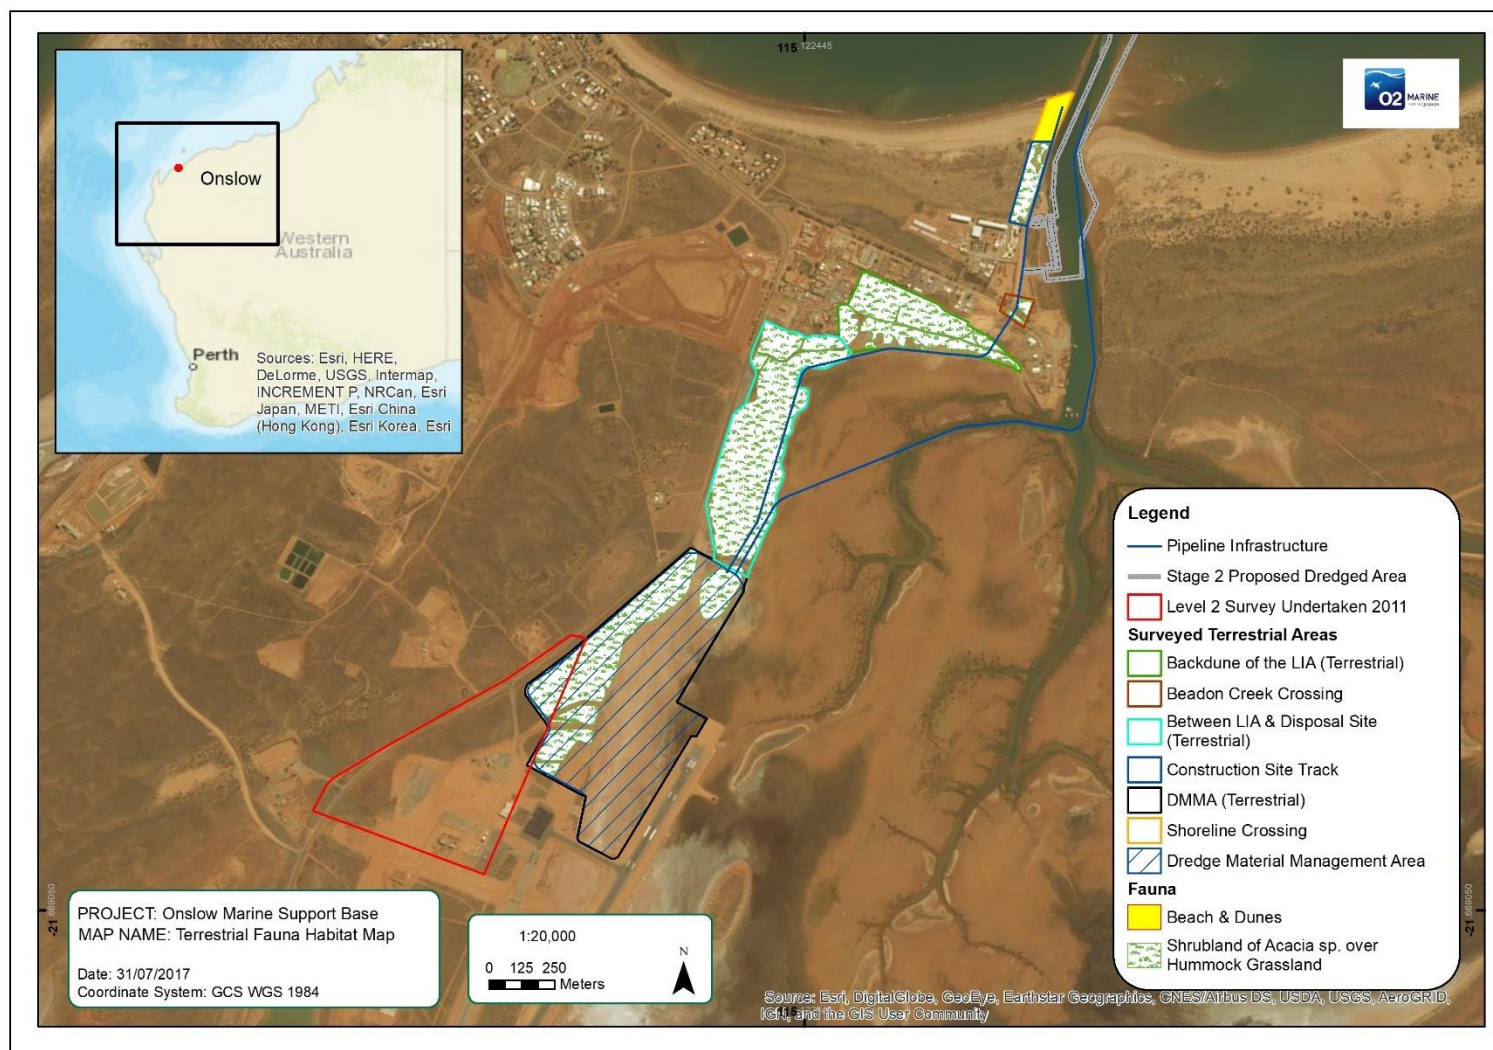 115.122445
O2 MARINE
Onslow
Western
Australia
Perth
Sources: Esri, HERE,
DeLorme, USGS, Intermap,
INCREMENT P, NRCan, Esri
Japan, METI, Esri China
(Hong Kong), Esri Korea, Esri
Legend
Pipeline Infrastructure
Stage 2 Proposed Dredged Area
Level 2 Survey Undertaken 2011
Surveyed Terrestrial Areas
Backdune of the LIA (Terrestrial)
Beadon Creek Crossing
Between LIA & Disposal Site
(Terrestrial)
Construction Site Track
DMMA (Terrestrial)
Shoreline Crossing
Dredge Material Management Area
Fauna
Beach & Dunes
Shrubland of Acacia sp. over
Hummock Grassland
-21.669050
-21.669050
PROJECT: Onslow Marine Support Base
MAP NAME: Terrestrial Fauna Habitat Map
Date: 31/07/2017
Coordinate System: GCS WGS 1984
1:20,000
0 125 250
Meters
N
Source: Esri, DigitalGlobe, GeoEye, Earthstar Geographics, CNES/Airbus DS, USDA, USGS, AeroGRID,
IGN, and the GIS User Community